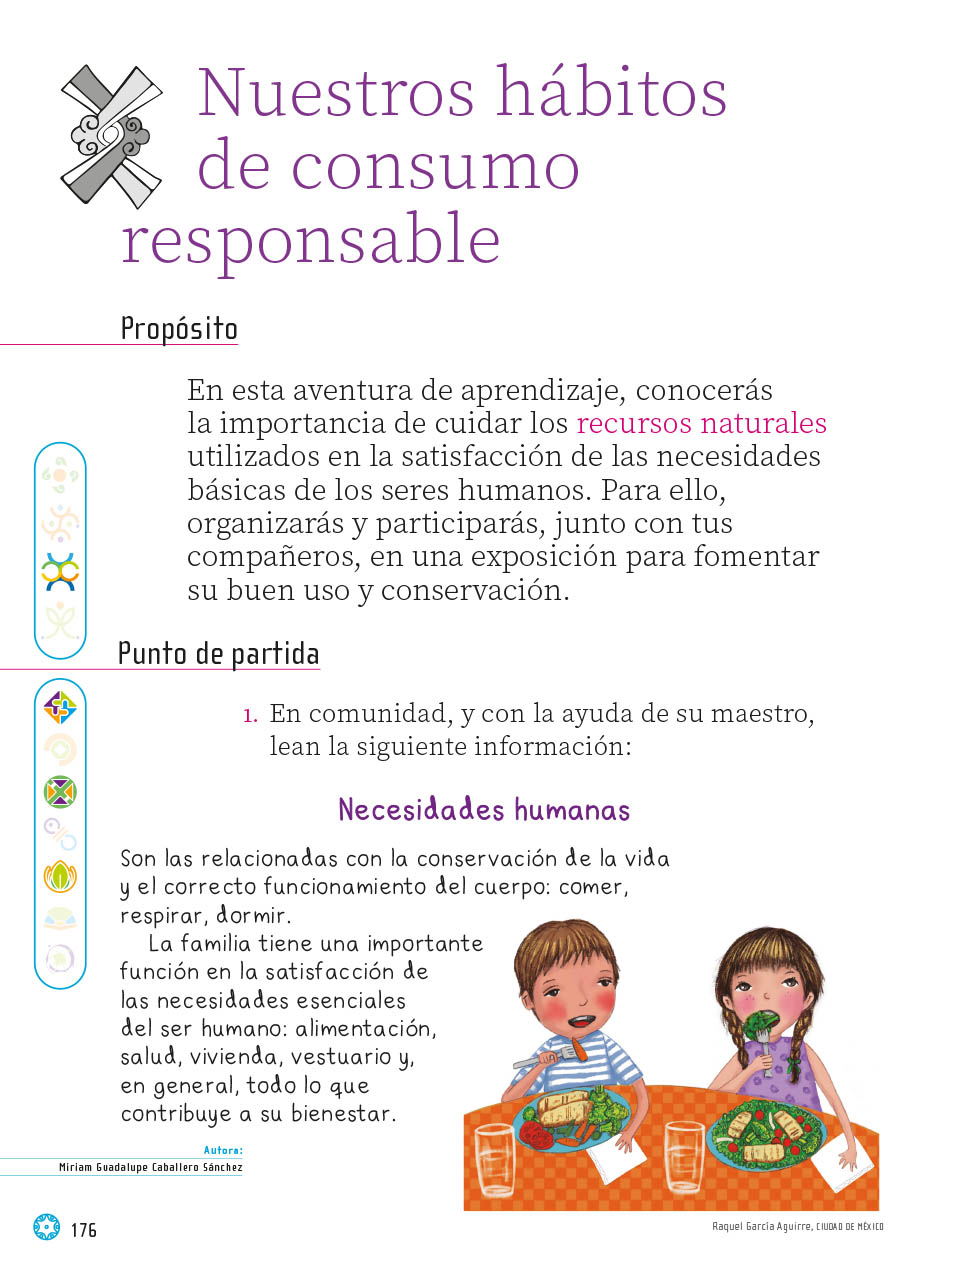 Nuestros hábitos
de consumo
responsable
Propósito
En esta aventura de aprendizaje, conocerás
la importancia de cuidar los recursos naturales
utilizados en la satisfacción de las necesidades
básicas de los seres humanos. Para ello,
organizarás y participarás, junto con tus
compañeros, en una exposición para fomentar
su buen uso y conservación.
Punto de partida
1. En comunidad, y con la ayuda de su maestro,
lean la siguiente información:
Necesidades humanas
Son las relacionadas con la conservación de la vida
y el correcto funcionamiento del cuerpo: comer,
respirar, dormir.
La familia tiene una importante
función en la satisfacción de
las necesidades esenciales
del ser humano: alimentación,
salud, vivienda, vestuario y,
en general, todo lo que
contribuye a su bienestar.
Autora:
Miriam Guadalupe Caballero Sánchez
176
Raquel García Aguirre, CIUDAD DE MÉXICO